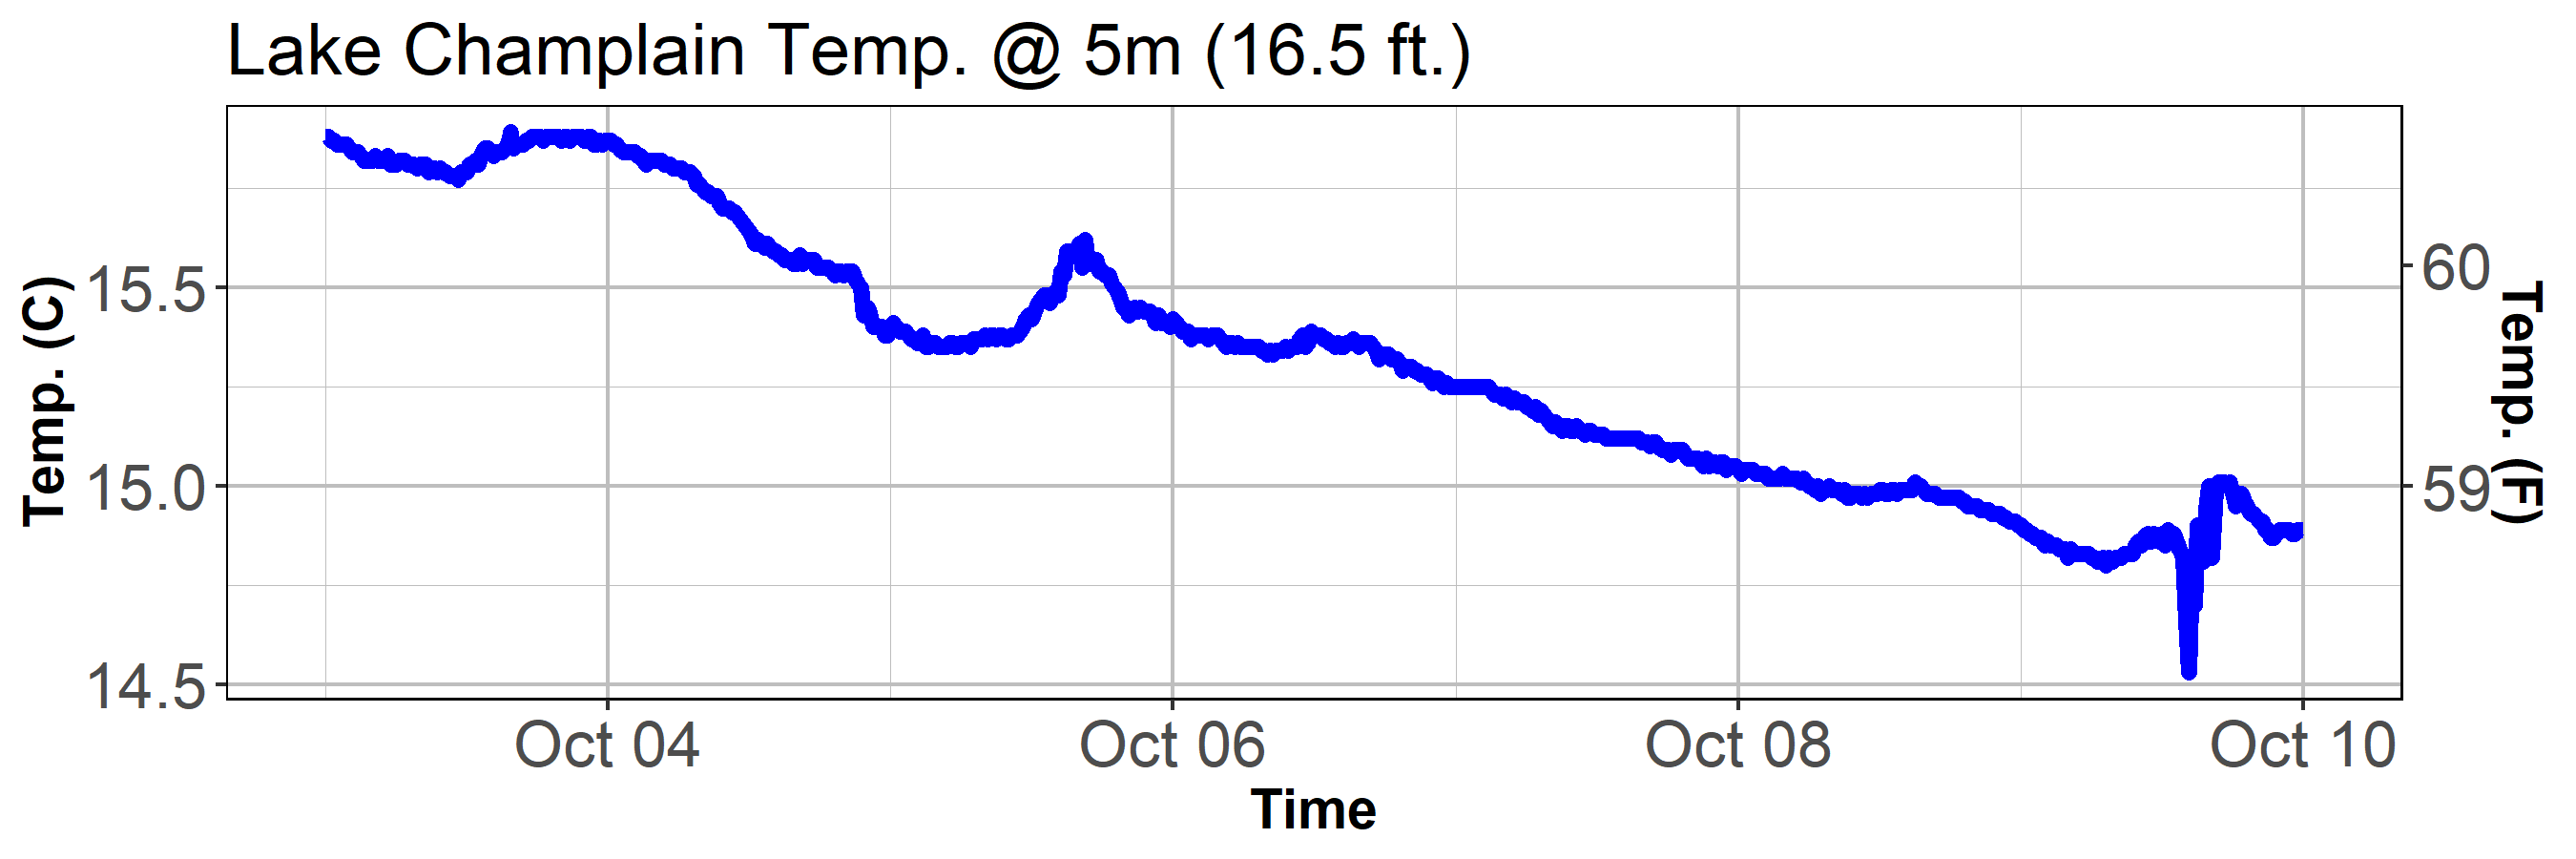 Lake Champlain Temp. @ 5m (16.5 ft.)
Temp. (C)
15.5
15.0
14.5
60
59
Temp. (F)
Oct 04
Oct 06
Oct 08
Oct 10
Time